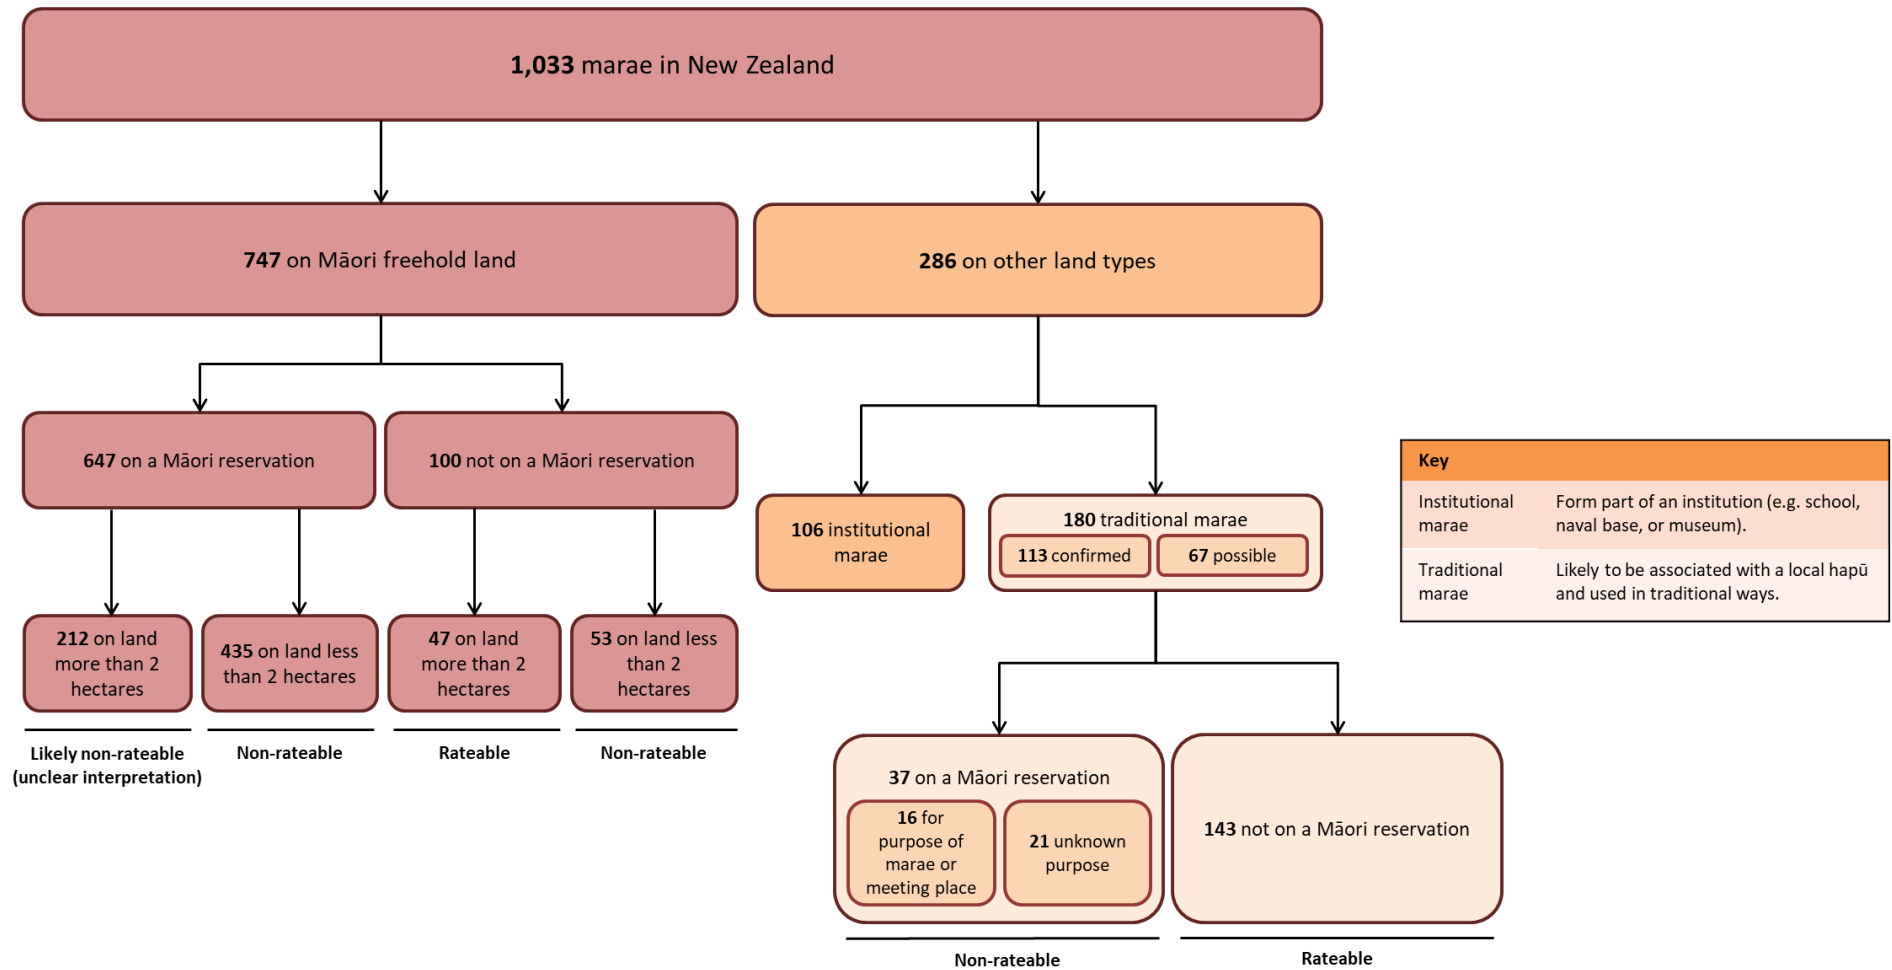 1,033 marae in New Zealand
747 on Māori freehold land
286 on other land types
647 on a Māori reservation
100 not on a Māori reservation
106 institutional
marae
180 traditional marae
113 confirmed
67 possible
Key
Institutional
marae
Form part of an institution (e.g. school,
naval base, or museum).
Traditional
marae
Likely to be associated with a local hapū
and used in traditional ways.
212 on land
more than 2
hectares
435 on land less
than 2 hectares
47 on land
more than 2
hectares
53 on land less
than 2
hectares
Likely non-rateable
(unclear interpretation)
Non-rateable
Rateable
Non-rateable
37 on a Māori reservation
16 for
purpose of
marae or
meeting place
21 unknown
purpose
143 not on a Māori reservation
Non-rateable
Rateable